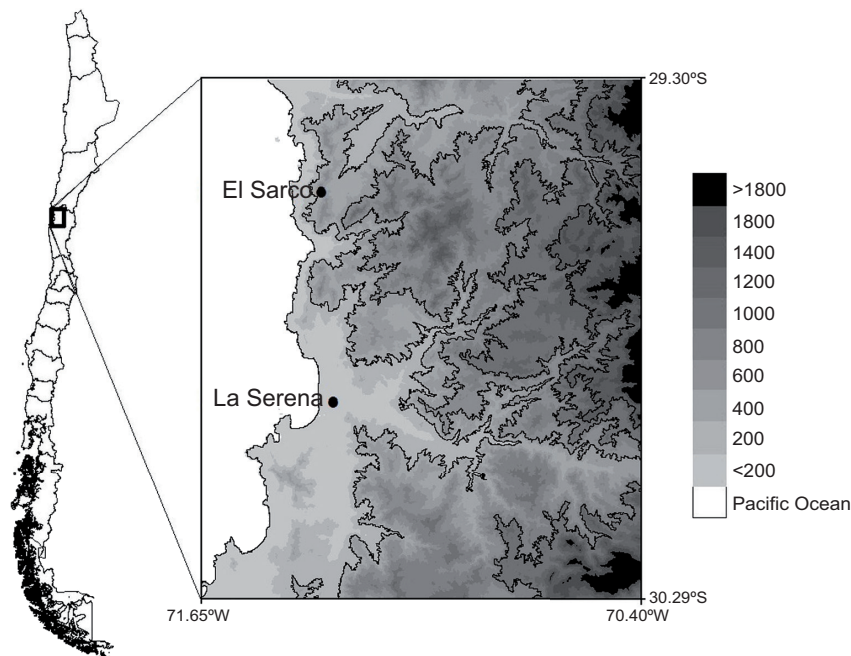 29.30ºS
El Sarco
La Serena
30.29ºS
71.65ºW
70.40ºW
>1800
1800
1400
1200
1000
800
600
400
200
<200
Pacific Ocean